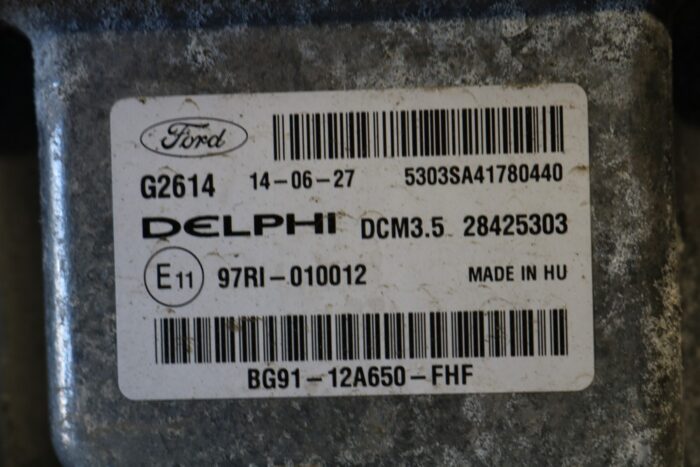 Ford
G2614 14-06-27 5303SA41780440
DELPHI DCM3.5 28425303
E11 97RI-010012 MADE IN HU
BG91-12A650-FHF